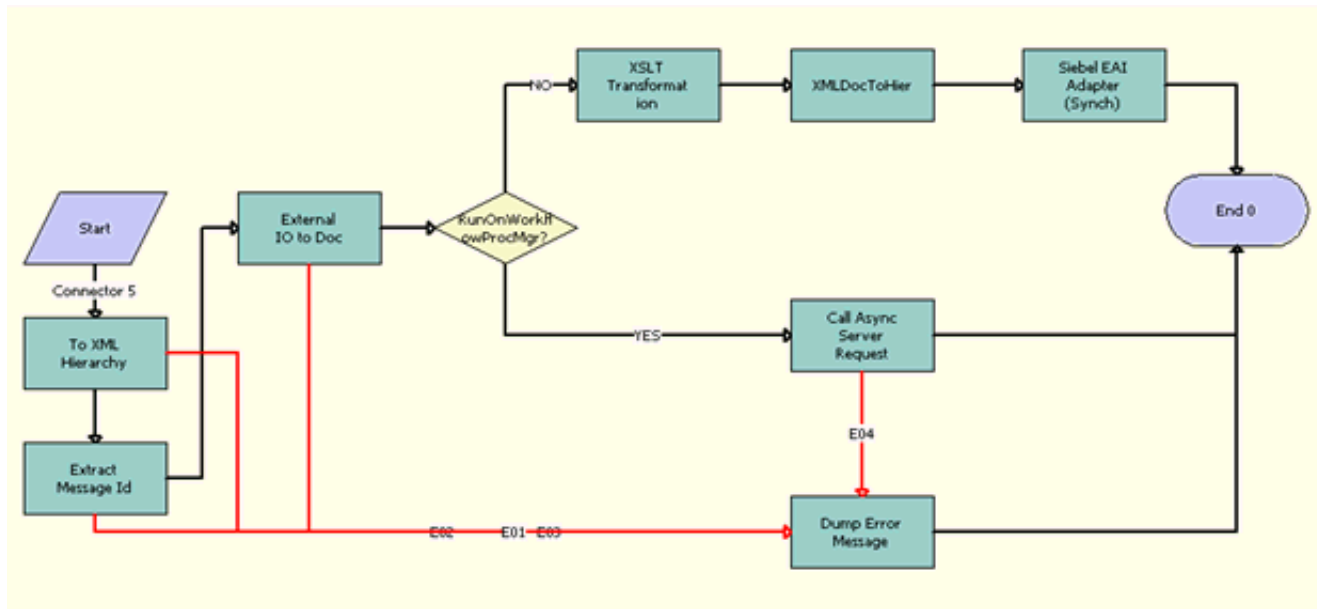 XSLT
Transformat
ion
XMLDocToHier
Siebel EAI
Adapter
(Synch)
NO
Start
External
IO to Doc
RunOnWorkfl
owProcMgr?
End 0
Connector 5
To XML
Hierarchy
YES
Call Async
Server
Request
E04
Extract
Message Id
E02
E01
E03
Dump Error
Message